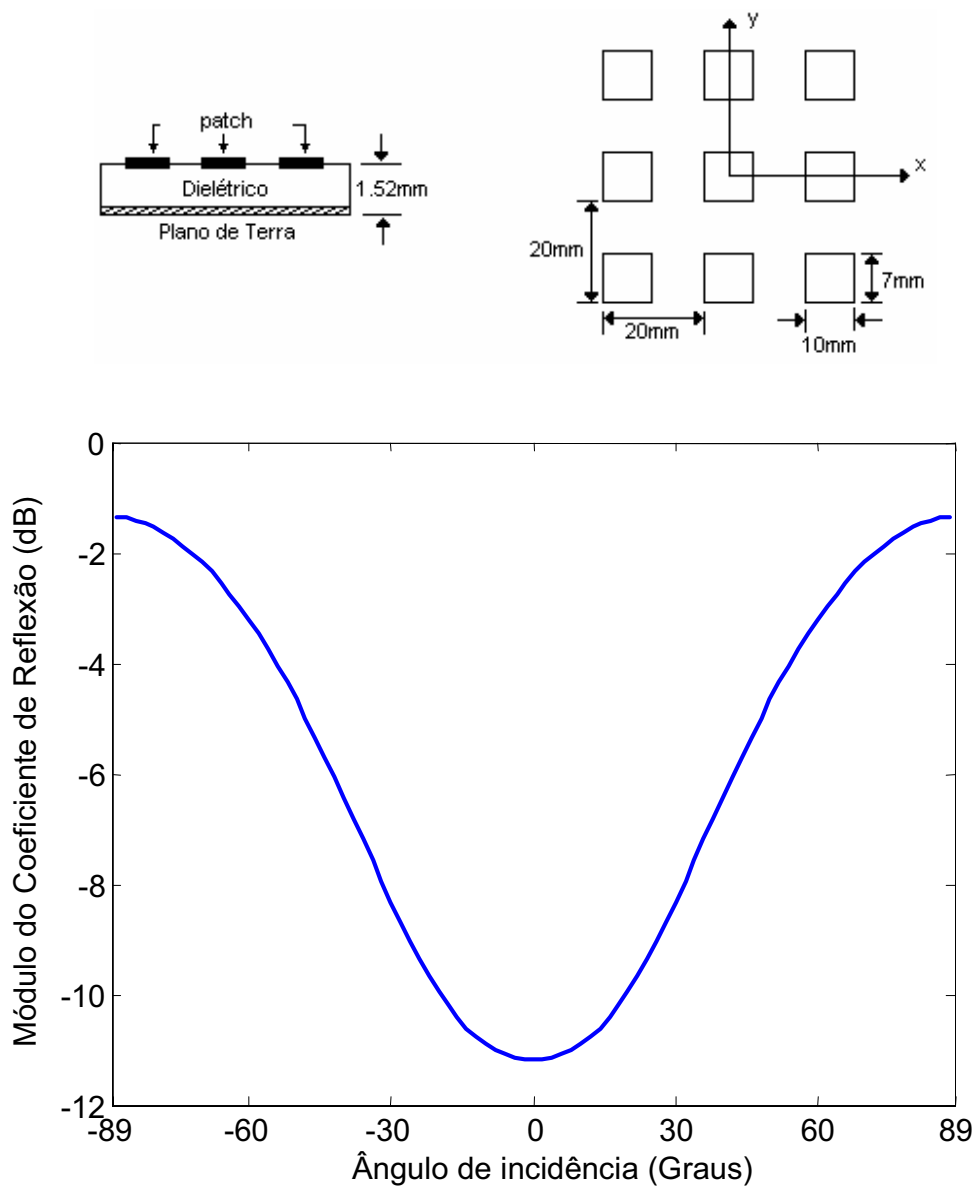 y
patch
x
Dielétrico
1.52mm
Plano de Terra
20mm
7mm
20mm
10mm
0
-2
-4
-6
-8
-10
-12
-89
-60
-30
0
30
60
89
Módulo do Coeficiente de Reflexão (dB)
Ângulo de incidência (Graus)